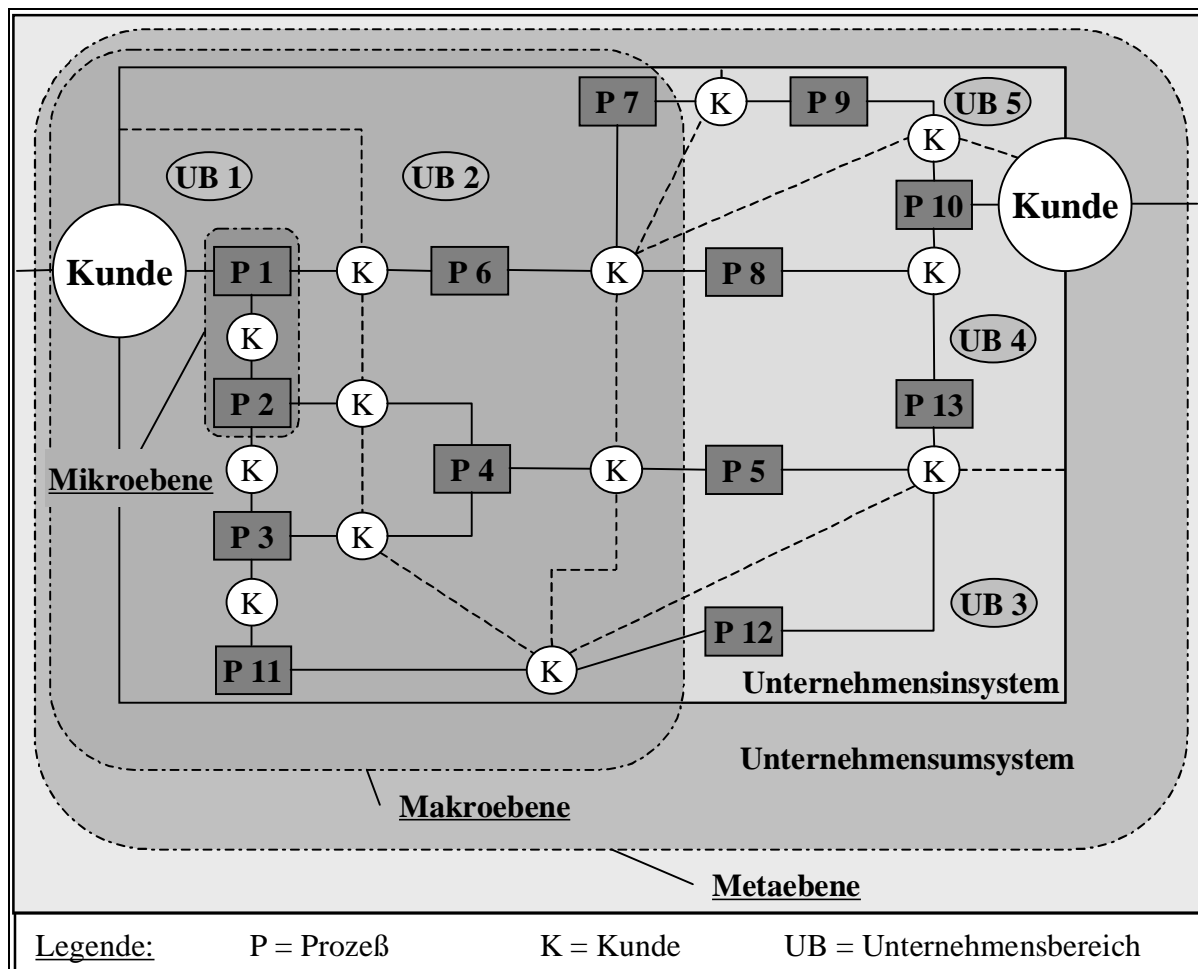 P 7
K
P 9
UB 5
K
UB 1
UB 2
P 10
Kunde
Kunde
P 1
K
P 6
K
P 8
K
K
UB 4
P 2
K
P 13
Mikroebene
K
P 4
K
P 5
K
P 3
K
K
UB 3
P 12
P 11
K
Unternehmensinsystem
Unternehmensumsystem
Makroebene
Metaebene
Legende: P = Prozeß K = Kunde UB = Unternehmensbereich